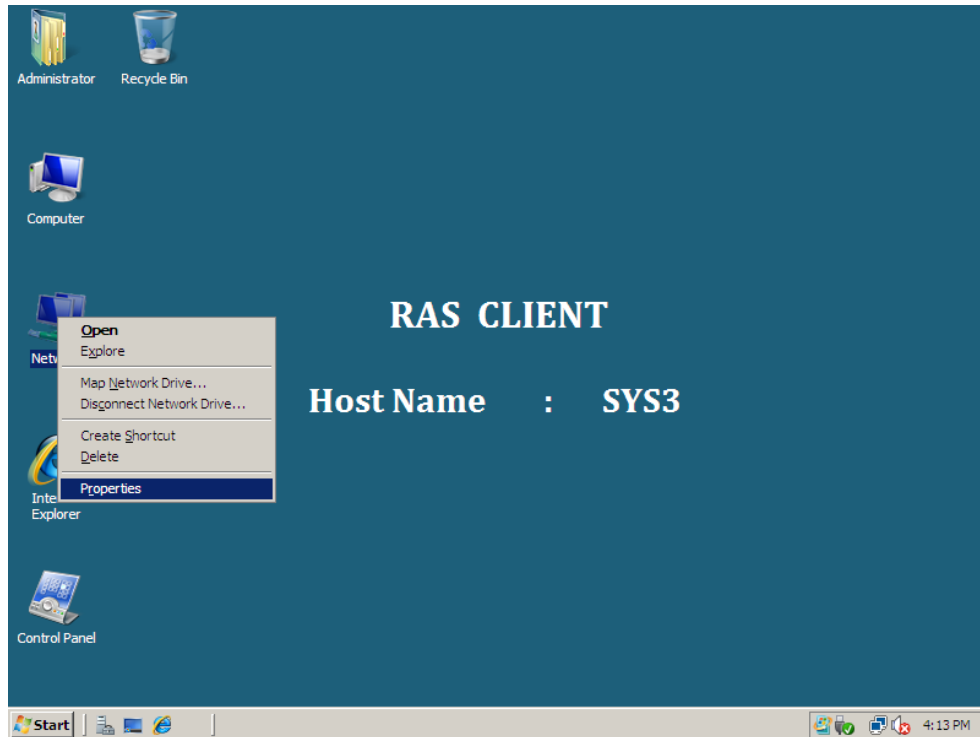 Administrator
Recycle Bin
Computer
RAS CLIENT
Host Name : SYS3
Open
Explore
Map Network Drive...
Disconnect Network Drive...
Create Shortcut
Delete
Properties
Explorer
Control Panel
Start
4:13 PM